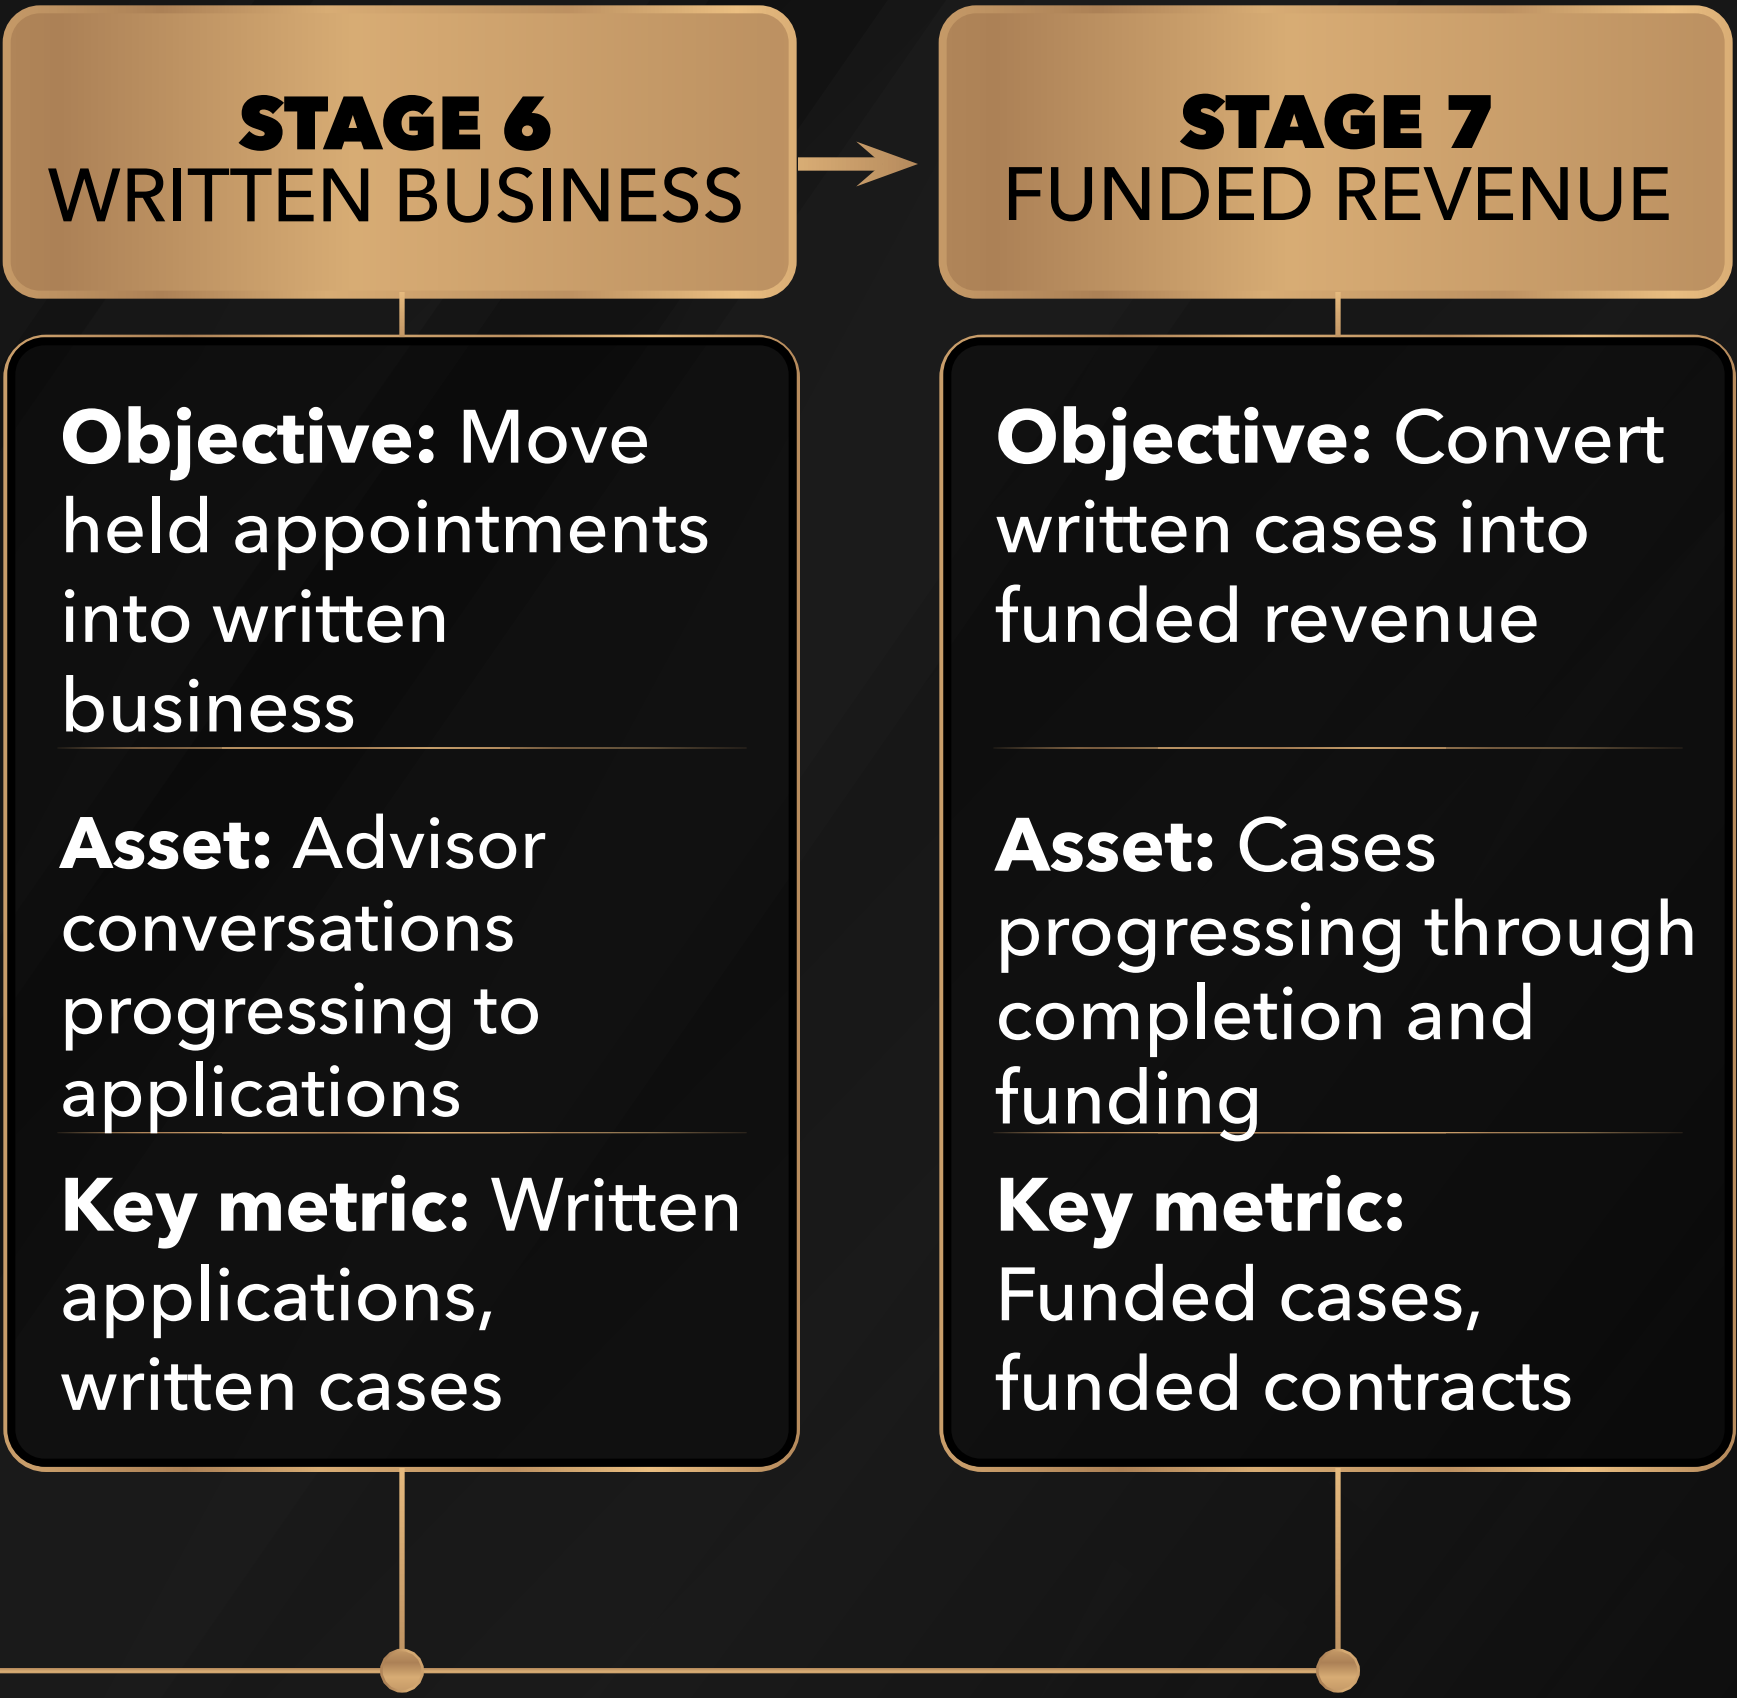 STAGE 6
WRITTEN BUSINESS
Objective: Move
held appointments
into written
business
Asset: Advisor
conversations
progressing to
applications
Key metric: Written
applications,
written cases
STAGE 7
FUNDED REVENUE
Objective: Convert
written cases into
funded revenue
Asset: Cases
progressing through
completion and
funding
Key metric:
Funded cases,
funded contracts